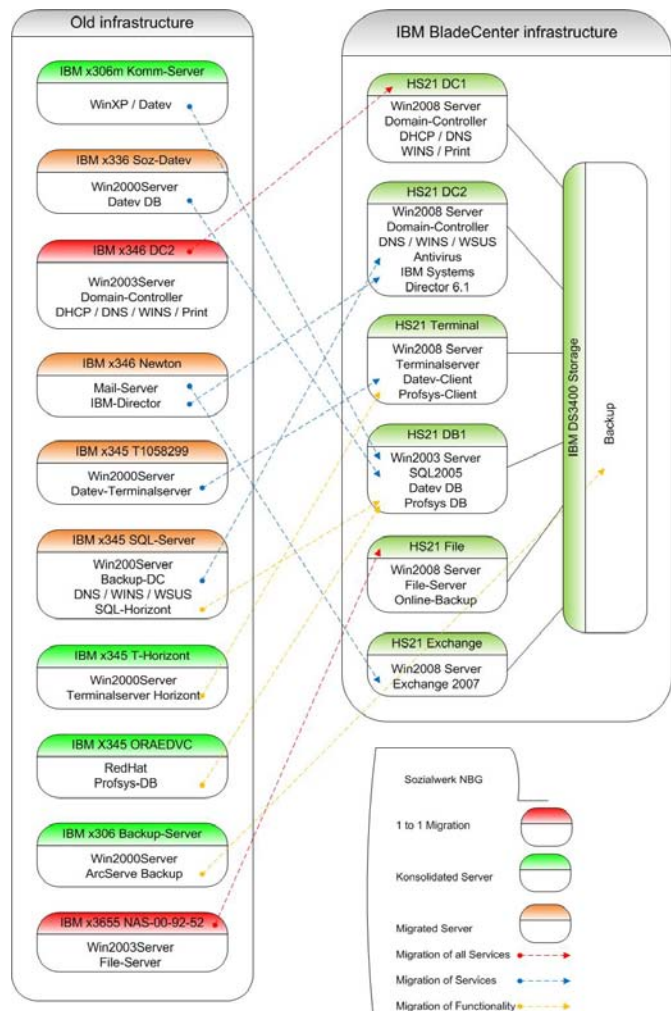 Old infrastructure
IBM x306m Komm-Server
WinXP / Datev
IBM x336 Soz-Datev
Win2000Server
Datev DB
IBM x346 DC2
Win2003Server
Domain-Controller
DHCP / DNS / WINS / Print
IBM x346 Newton
Mail-Server
IBM-Director
IBM x345 T1058299
Win2000Server
Datev-Terminalserver
IBM x345 SQL-Server
Win200Server
Backup-DC
DNS / WINS / WSUS
SQL-Horizont
IBM x345 T-Horizont
Win2000Server
Terminalserver Horizont
IBM X345 ORAEDVC
RedHat
Profsys-DB
IBM x306 Backup-Server
Win2000Server
ArcServe Backup
IBM x3655 NAS-00-92-52
Win2003Server
File-Server
IBM BladeCenter infrastructure
HS21 DC1
Win2008 Server
Domain-Controller
DHCP / DNS
WINS / Print
HS21 DC2
Win2008 Server
Domain-Controller
DNS / WINS / WSUS
Antivirus
IBM Systems
Director 6.1
HS21 Terminal
Win2008 Server
Terminalserver
Datev-Client
Profsys-Client
HS21 DB1
Win2003 Server
SQL2005
Datev DB
Profsys DB
HS21 File
Win2008 Server
File-Server
Online-Backup
HS21 Exchange
Win2008 Server
Exchange 2007
IBM DS3400 Storage
Backup
Sozialwerk NBG
1 to 1 Migration
Konsolidated Server
Migrated Server
Migration of all Services
Migration of Services
Migration of Functionality